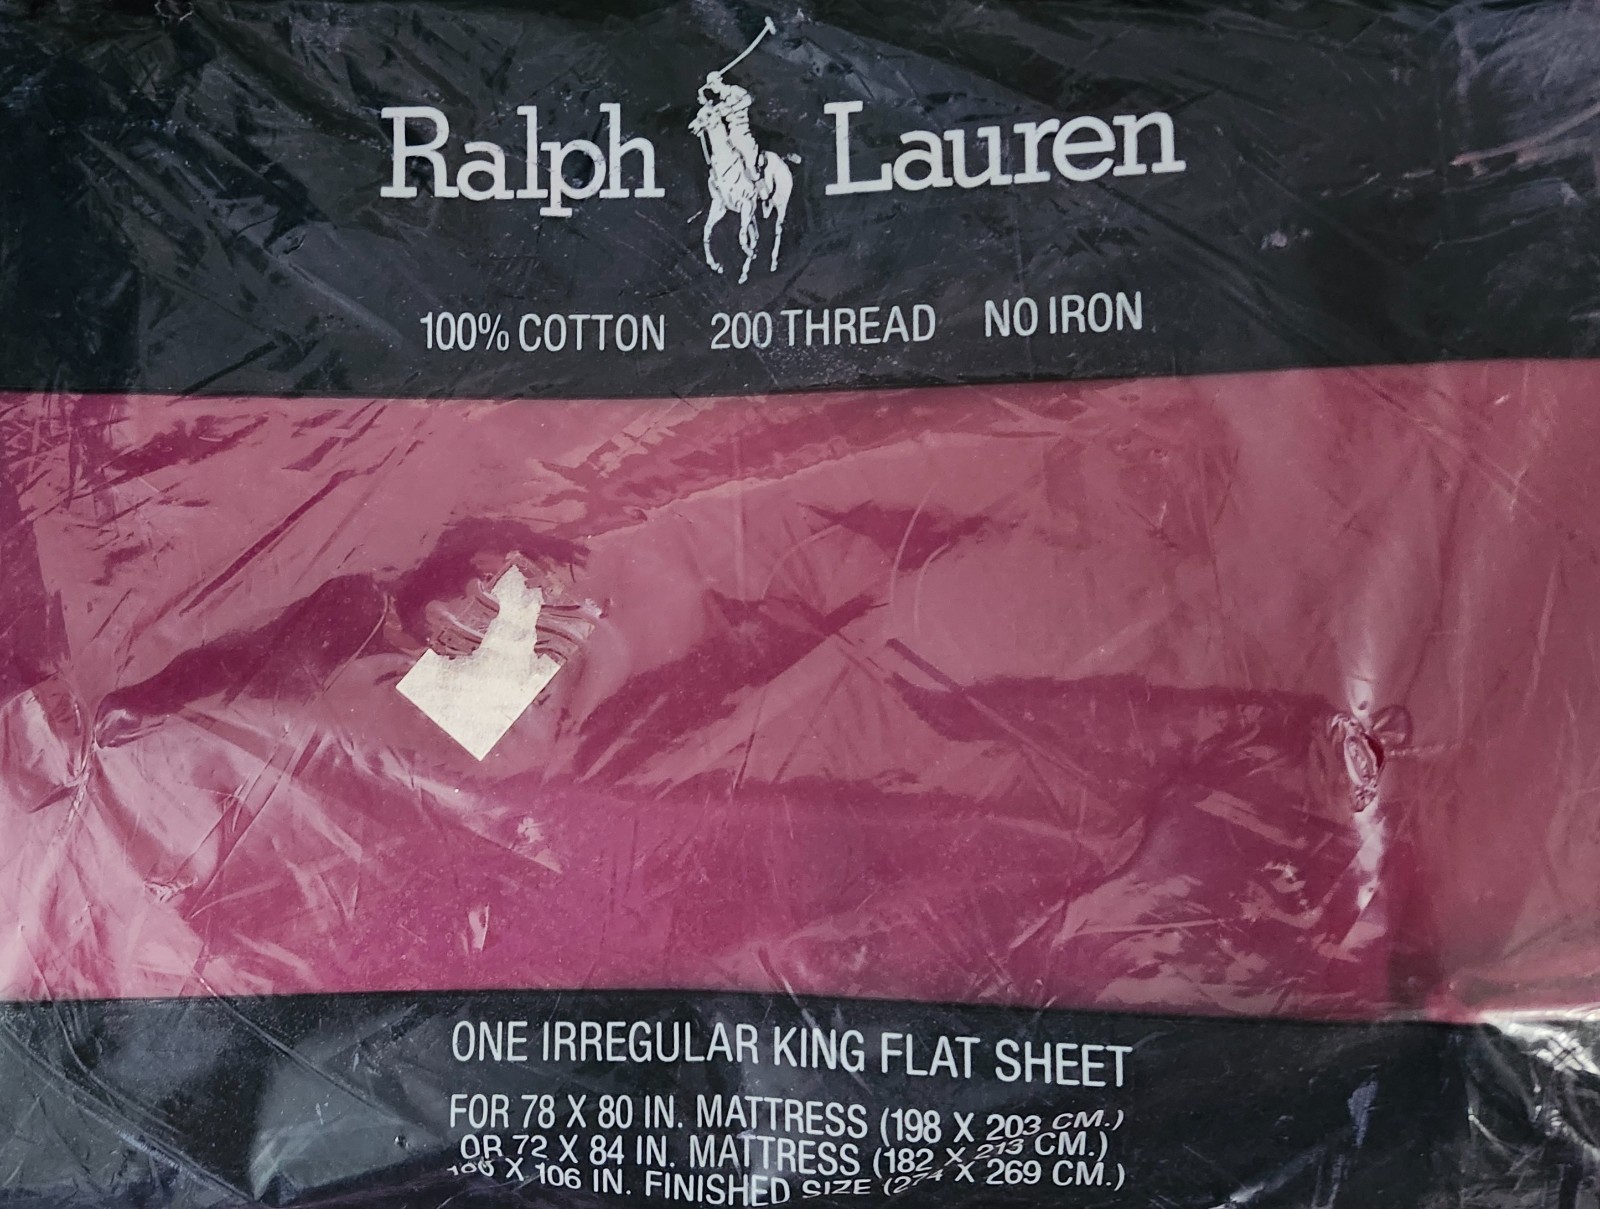 Ralph Lauren
100% COTTON 200 THREAD NO IRON
ONE IRREGULAR KING FLAT SHEET
FOR 78 X 80 IN. MATTRESS (198 X 203 CM.)
OR 72 X 84 IN. MATTRESS (182 X 213 CM.)
X 106 IN. FINISHED SIZE (274 X 269 CM.)